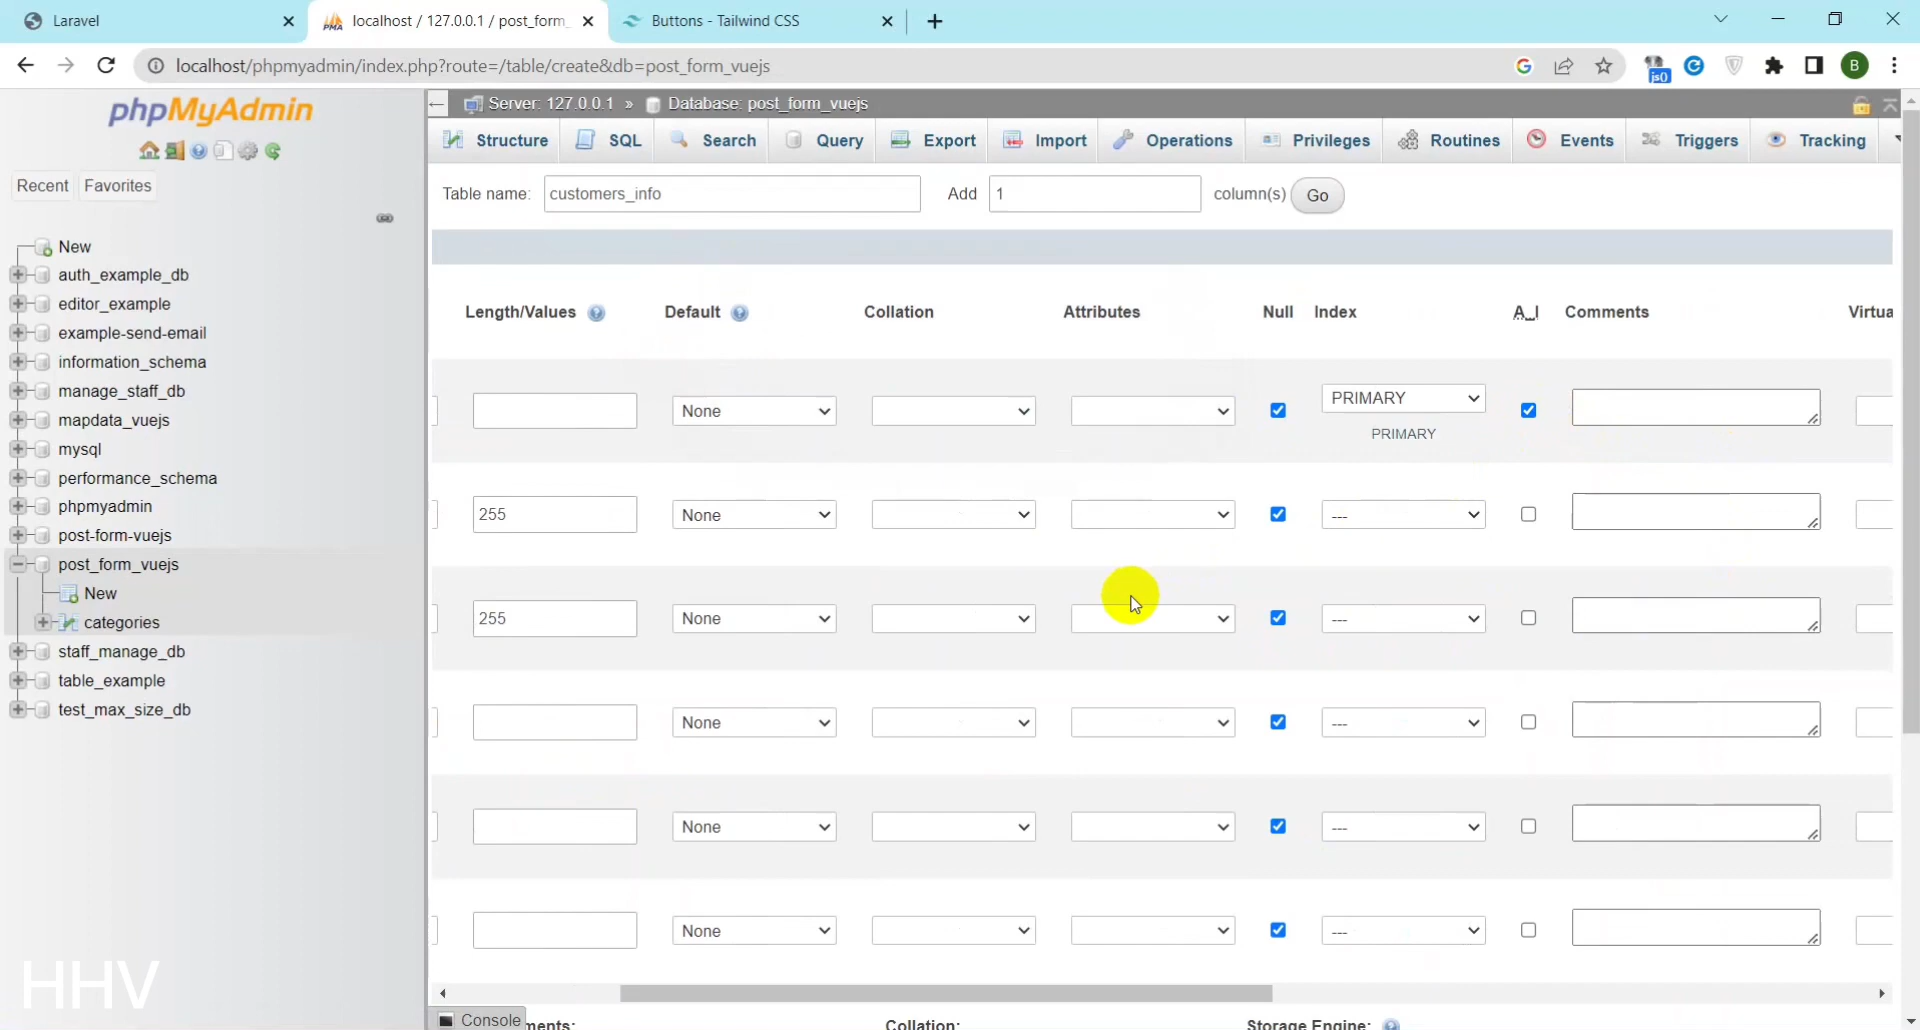 Laravel
localhost / 127.0.0.1 / post_form_
Buttons - Tailwind CSS
localhost/phpmyadmin/index.php?route=/table/create&db=post_form_vuejs
js()
B
phpMyAdmin
Recent Favorites
New
auth_example_db
editor_example
example-send-email
information_schema
manage_staff_db
mapdata_vuejs
mysql
performance_schema
phpmyadmin
post-form-vuejs
post_form_vuejs
New
categories
staff_manage_db
table_example
test_max_size_db
HHV
Server: 127.0.0.1 » Database: post_form_vuejs
Structure SQL Search Query Export Import Operations Privileges Routines Events Triggers Tracking
Table name: customers_info Add 1 column(s) Go
Length/Values Default Collation Attributes Null Index A_I Comments Virtua
None PRIMARY
PRIMARY
255 None ---
255 None ---
None ---
None ---
None ---
Console ments: Collation: Storage Engine: